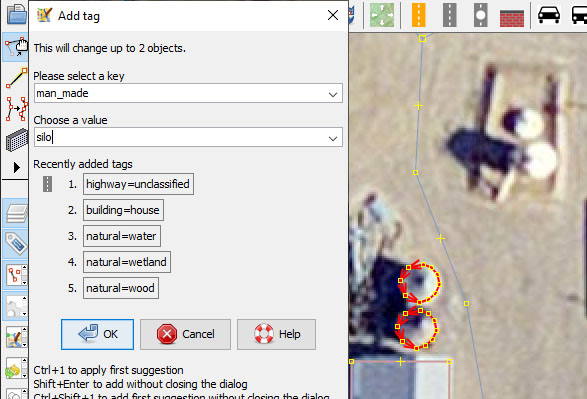 Add tag
This will change up to 2 objects.
Please select a key
man_made
Choose a value
silo
Recently added tags
1. highway=unclassified
2. building=house
3. natural=water
4. natural=wetland
5. natural=wood
OK Cancel Help
Ctrl+1 to apply first suggestion
Shift+Enter to add without closing the dialog
Ctrl+Shift+1 to add first suggestion without closing the dialog